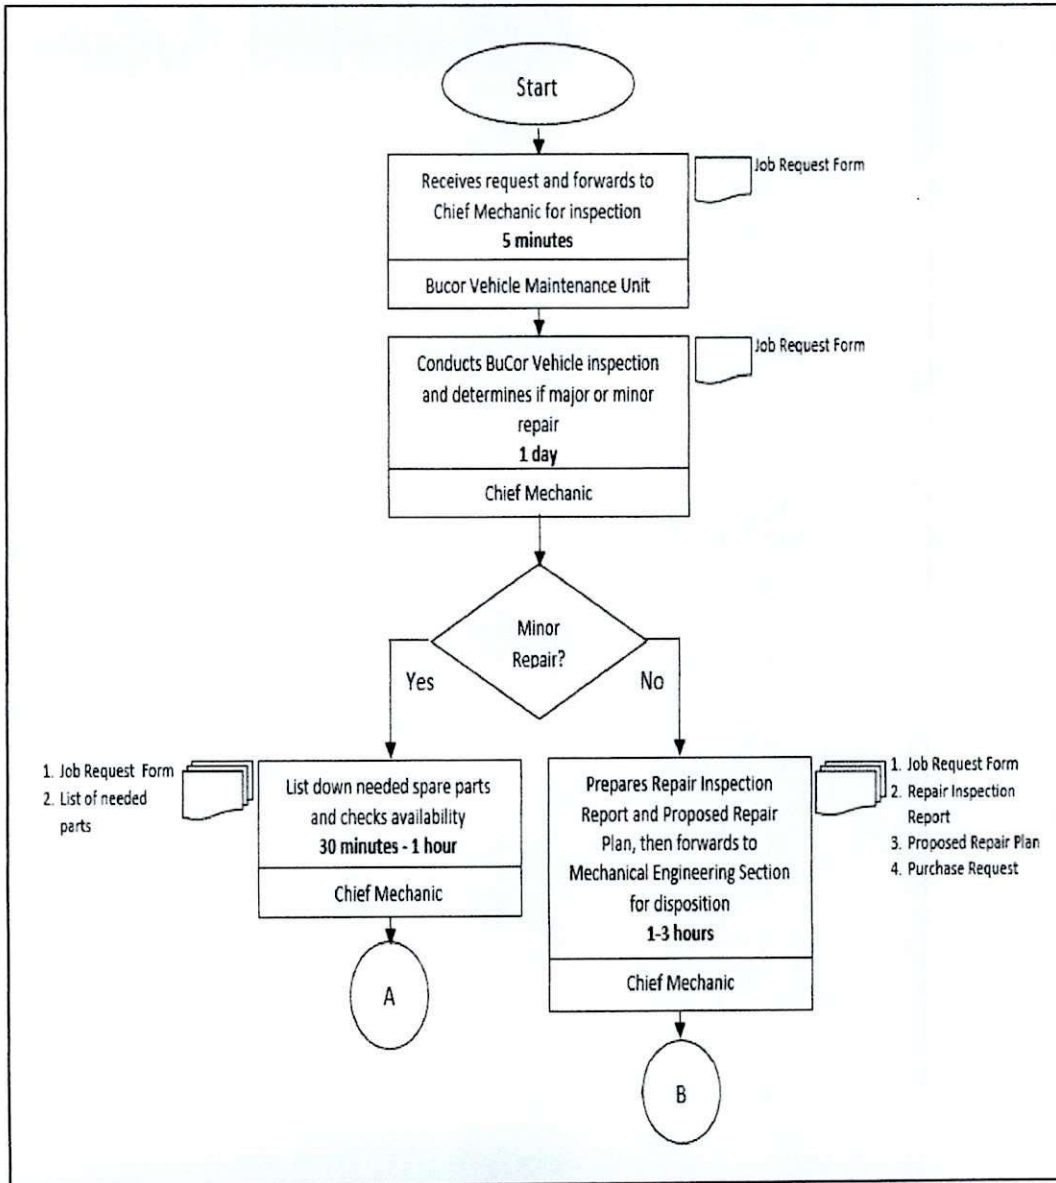 Start
Receives request and forwards to
Chief Mechanic for inspection
5 minutes
Bucor Vehicle Maintenance Unit
Job Request Form
Conducts BuCor Vehicle inspection
and determines if major or minor
repair
1 day
Chief Mechanic
Job Request Form
Minor
Repair?
Yes
No
1. Job Request Form
2. List of needed
parts
List down needed spare parts
and checks availability
30 minutes - 1 hour
Chief Mechanic
A
Prepares Repair Inspection
Report and Proposed Repair
Plan, then forwards to
Mechanical Engineering Section
for disposition
1-3 hours
Chief Mechanic
1. Job Request Form
2. Repair Inspection
Report
3. Proposed Repair Plan
4. Purchase Request
B